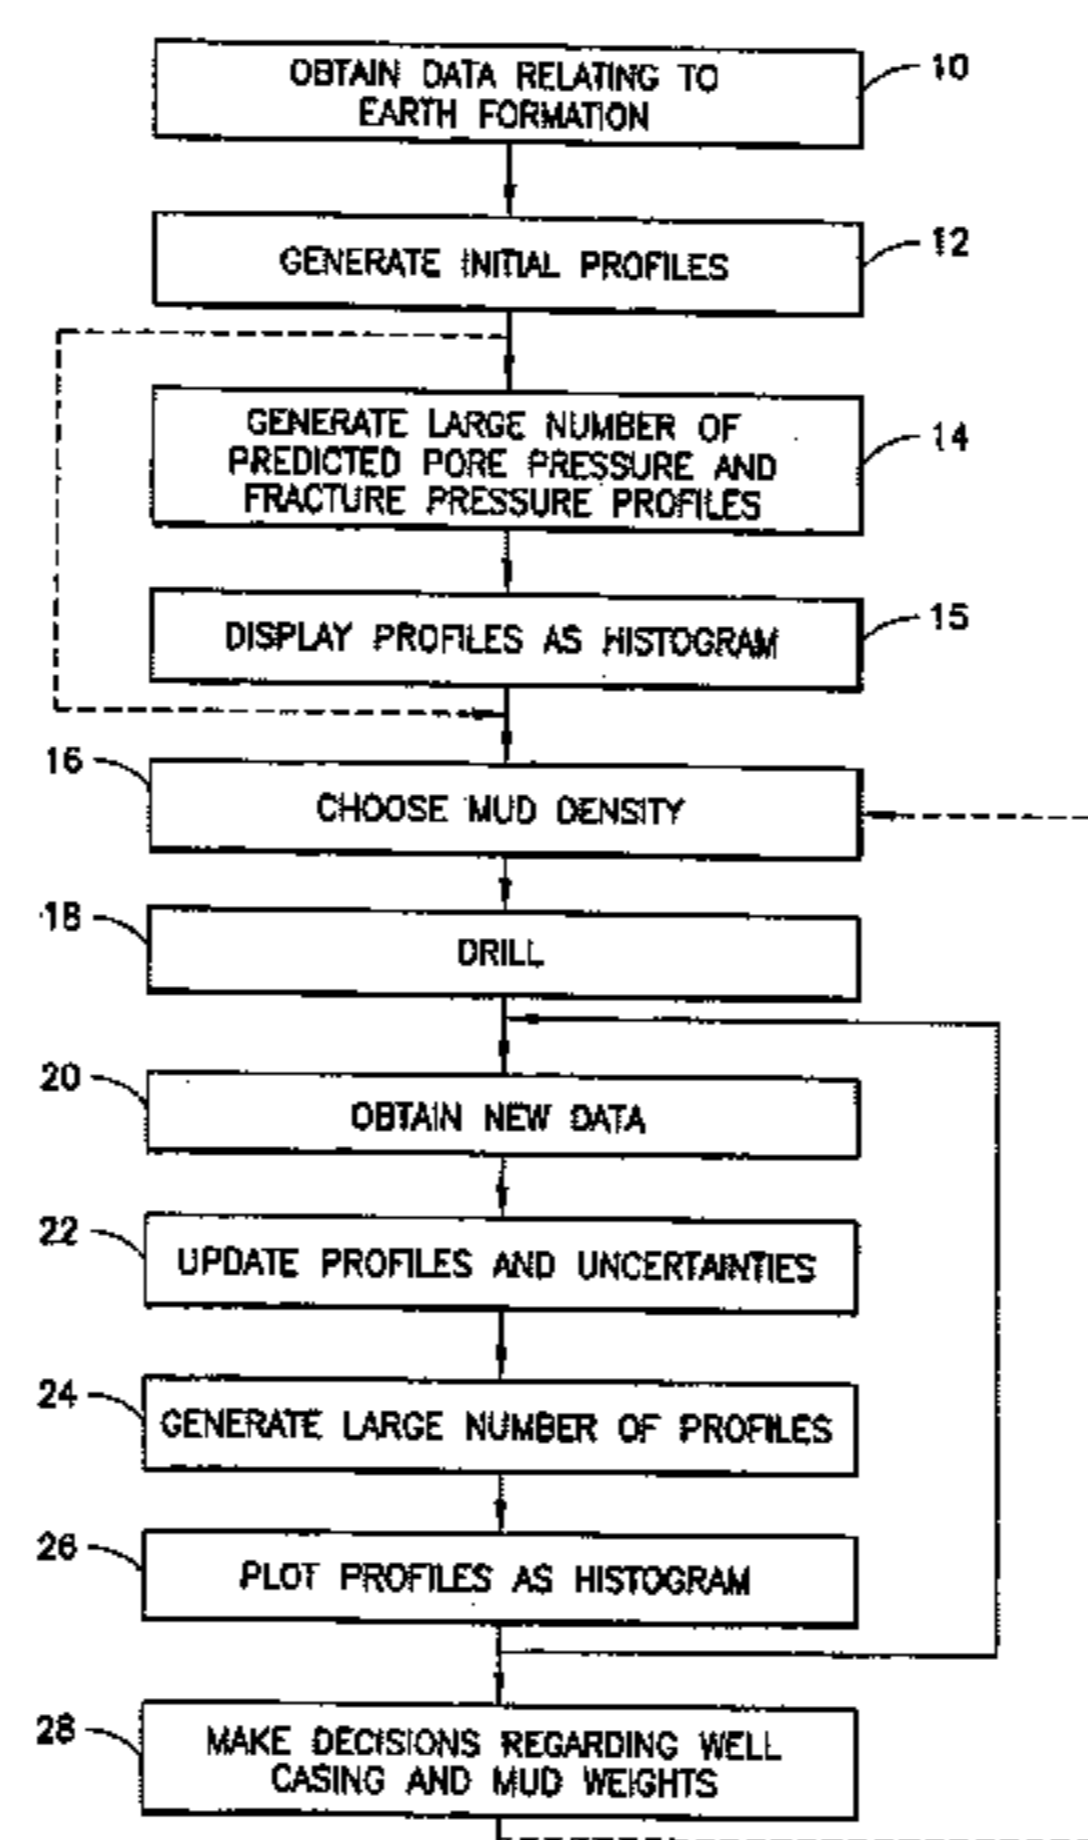 OBTAIN DATA RELATING TO
EARTH FORMATION
10
GENERATE INITIAL PROFILES
12
GENERATE LARGE NUMBER OF
PREDICTED PORE PRESSURE AND
FRACTURE PRESSURE PROFILES
14
DISPLAY PROFILES AS HISTOGRAM
15
16
CHOOSE MUD DENSITY
18
DRILL
20
OBTAIN NEW DATA
22
UPDATE PROFILES AND UNCERTAINTIES
24
GENERATE LARGE NUMBER OF PROFILES
26
PLOT PROFILES AS HISTOGRAM
28
MAKE DECISIONS REGARDING WELL
CASING AND MUD WEIGHTS